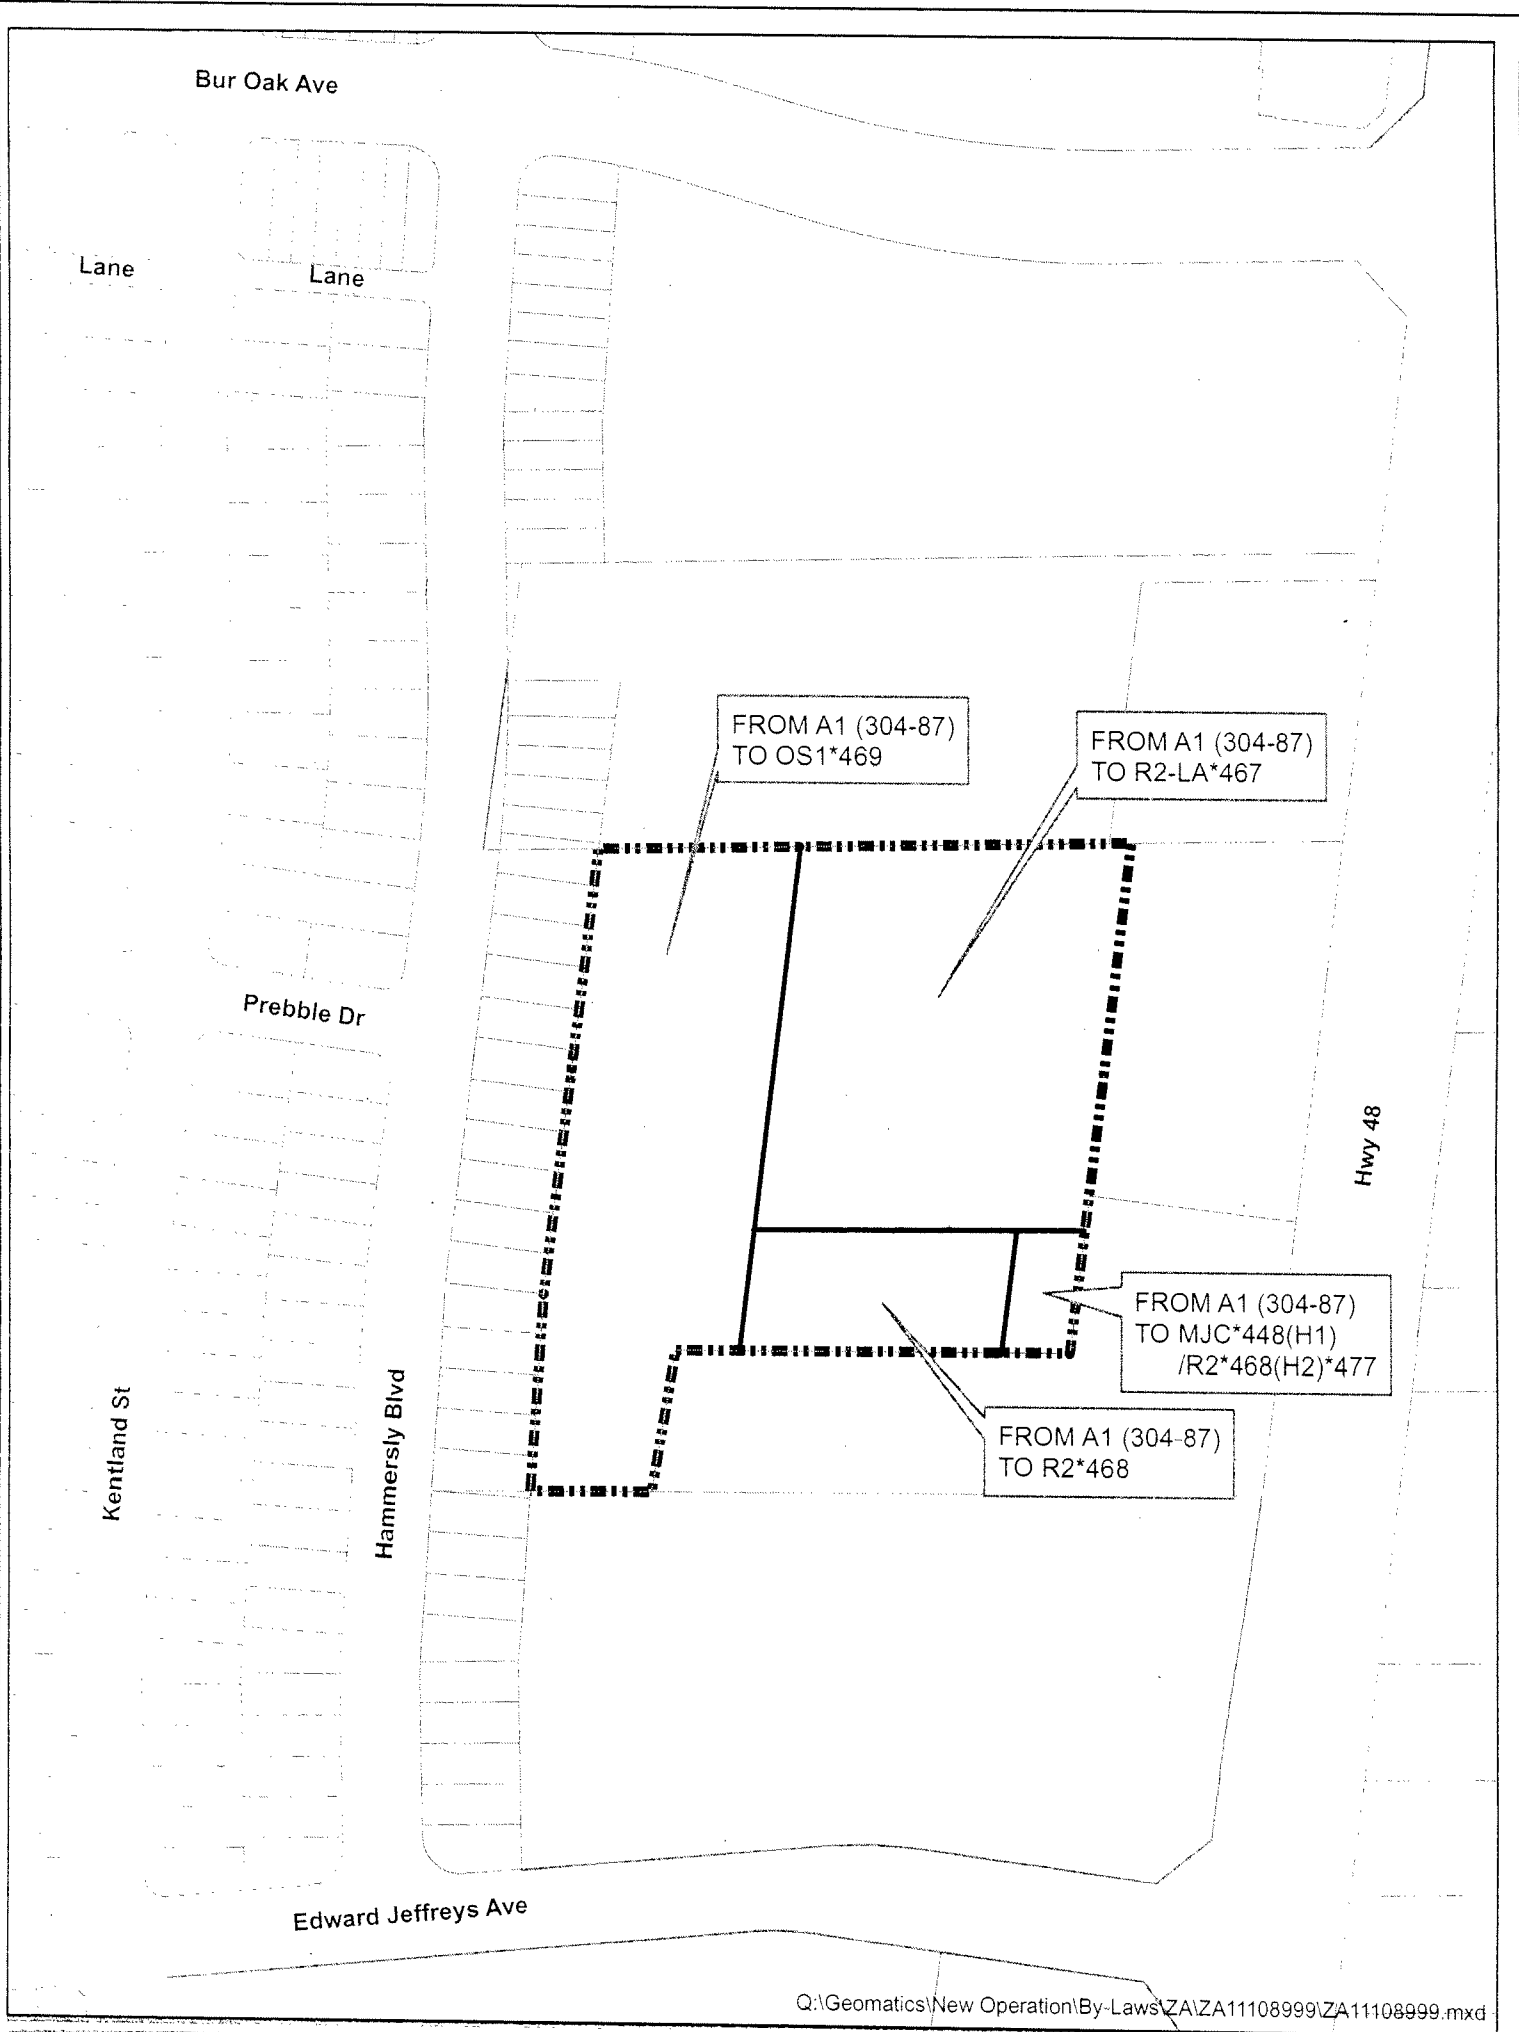 Bur Oak Ave
Lane
Lane
FROM A1 (304-87)
TO OS1*469
FROM A1 (304-87)
TO R2-LA*467
Prebble Dr
Hwy 48
FROM A1 (304-87)
TO MJC*448(H1)
/R2*468(H2)*477
Kentland St
Hammersly Blvd
FROM A1 (304-87)
TO R2*468
Edward Jeffreys Ave
Q:\Geomatics\New Operation\By-Laws\ZA\ZA11108999\ZA11108999.mxd